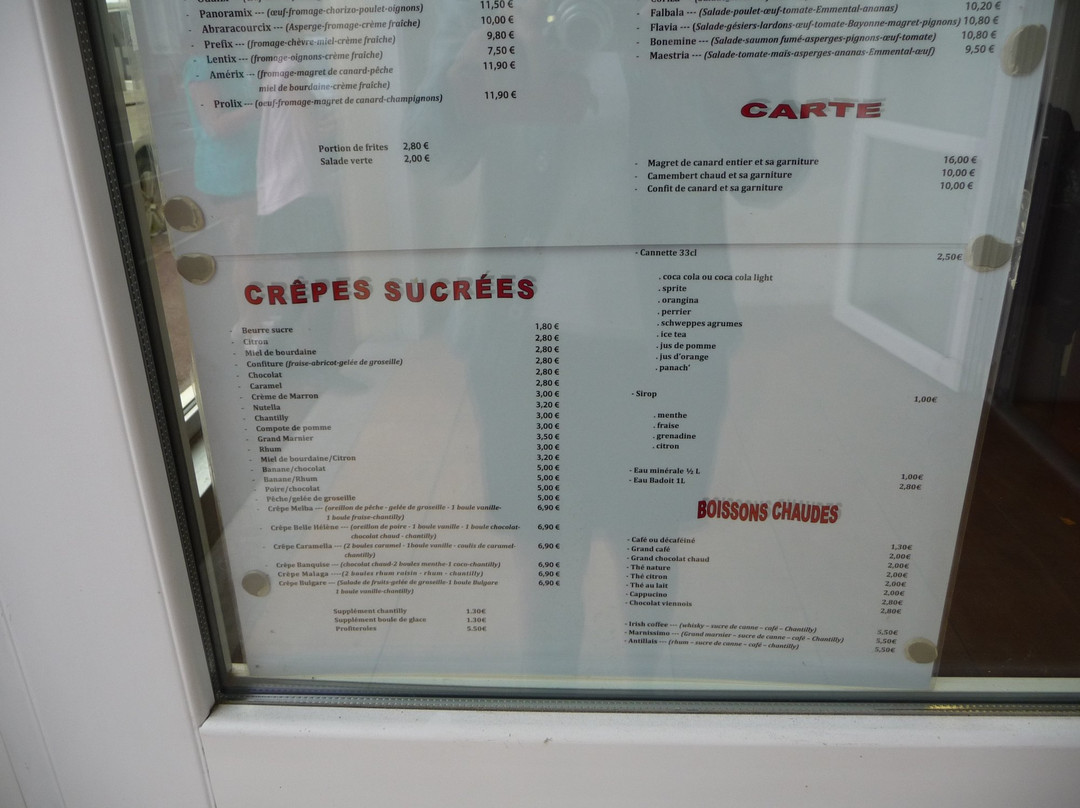 Panoramix --- (œuf-fromage-chorizo-poulet-oignons) 11,50 €
- Abraracourcix --- (Asperge-fromage-crème fraîche) 10,00 €
- Prefix --- (fromage-chèvre-miel-crème fraîche) 9,80 €
- Lentix --- (fromage-oignons-crème fraîche) 7,50 €
- Amérix --- (fromage-magret de canard-pêche 11,90 €
miel de bourdaine-crème fraîche)
- Prolix --- (oeuf-fromage-magret de canard-champignons) 11,90 €
Portion de frites 2,80 €
Salade verte 2,00 €
- Falbala --- (Salade-poulet-œuf-tomate-Emmental-ananas) 10,20 €
- Flavia --- (Salade-gésiers-lardons-œuf-tomate-Bayonne-magret-pignons) 10,80 €
- Bonemine --- (Salade-saumon fumé-asperges-pignons-œuf-tomate) 10,80 €
- Maestria --- (Salade-tomate-maïs-asperges-ananas-Emmental-œuf) 9,50 €
CARTE
- Magret de canard entier et sa garniture 16,00 €
- Camembert chaud et sa garniture 10,00 €
- Confit de canard et sa garniture 10,00 €
CRÊPES SUCRÉES
- Beurre sucre 1,80 €
- Citron 2,80 €
- Miel de bourdaine 2,80 €
- Confiture (fraise-abricot-gelée de groseille) 2,80 €
- Chocolat 2,80 €
- Caramel 2,80 €
- Crème de Marron 3,00 €
- Nutella 3,20 €
- Chantilly 3,00 €
- Compote de pomme 3,00 €
- Grand Marnier 3,50 €
- Rhum 3,00 €
- Miel de bourdaine/Citron 3,20 €
- Banane/chocolat 5,00 €
- Banane/Rhum 5,00 €
- Poire/chocolat 5,00 €
- Pêche/gelée de groseille 5,00 €
- Crêpe Melba --- (oreillon de pêche - gelée de groseille - 1 boule vanille- 6,90 €
1 boule fraise-chantilly)
- Crêpe Belle Hélène --- (oreillon de poire - 1 boule vanille - 1 boule chocolat- 6,90 €
chocolat chaud - chantilly)
- Crêpe Caramella --- (2 boules caramel - 1boule vanille - coulis de caramel- 6,90 €
chantilly)
- Crêpe Banquise --- (chocolat chaud-2 boules menthe-1 coco-chantilly) 6,90 €
- Crêpe Malaga ---(2 boules rhum raisin - rhum - chantilly) 6,90 €
- Crêpe Bulgare --- (Salade de fruits-gelée de groseille-1 boule Bulgare 6,90 €
1 boule vanille-chantilly)
Supplément chantilly 1.30€
Supplément boule de glace 1.30€
Profiteroles 5.50€
- Cannette 33cl 2,50€
. coca cola ou coca cola light
. sprite
. orangina
. perrier
. schweppes agrumes
. ice tea
. jus de pomme
. jus d'orange
. panach'
- Sirop 1,00€
. menthe
. fraise
. grenadine
. citron
- Eau minérale ½ L 1,00€
- Eau Badoit 1L 2,80€
BOISSONS CHAUDES
- Café ou décaféiné 1,30€
- Grand café 2,00€
- Grand chocolat chaud 2,00€
- Thé nature 2,00€
- Thé citron 2,00€
- Thé au lait 2,00€
- Cappucino 2,80€
- Chocolat viennois 2,80€
- Irish coffee --- (whisky – sucre de canne – café – Chantilly) 5,50€
- Marnissimo --- (Grand marnier – sucre de canne – café – Chantilly) 5,50€
- Antillais --- (rhum – sucre de canne – café – chantilly) 5,50€